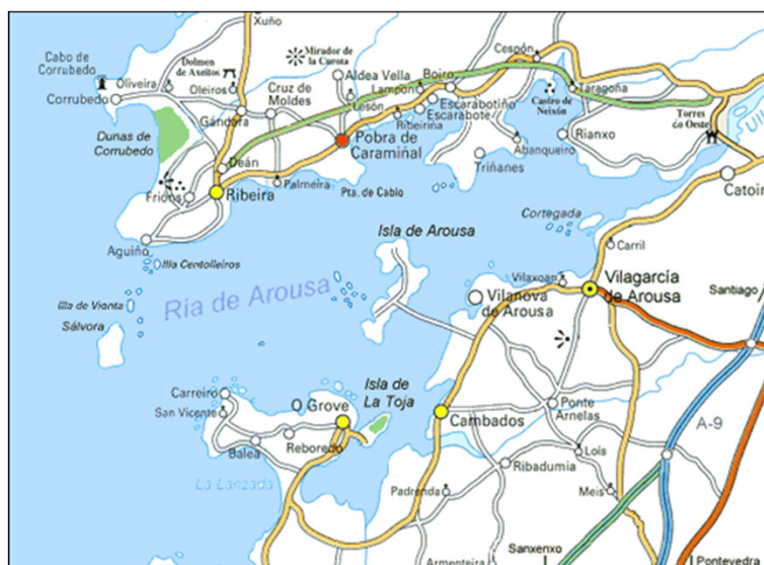 Xuño
Cabo de
Corrubedo
Oliveira
Corrubedo
Dolmen
de Axeitos
Oleiros
Mirador de
la Curota
Aldea Vella
Cruz de
Moldes
Lesón
Lampón
Boiro
Cespón
Taragoña
Escarabotiño
Escarabote
Ribeiriña
Castro de
Neixón
Torres
do Oeste
Gándara
Dunas de
Corrubedo
Pobra de
Caramiñal
Abanqueiro
Rianxo
Triñanes
Deán
Palmeira
Pta. de Cabio
Ribeira
Catoir
Cortegada
Aguiño
Isla de Arousa
Carril
Illa Centolleiros
Vilaxoan
Vilagarcía
de Arousa
Vilanova
de Arousa
Santiago
Ría de Arousa
Illa de Vionta
Sálvora
Isla de
La Toja
Carreiro
San Vicente
O Grove
Cambados
Ponte
Arnelas
A-9
Balea
Reboredo
Lois
Ribadumia
La Lanzada
Padrenda
Meis
Armenteira
Sanxenxo
Pontevedra